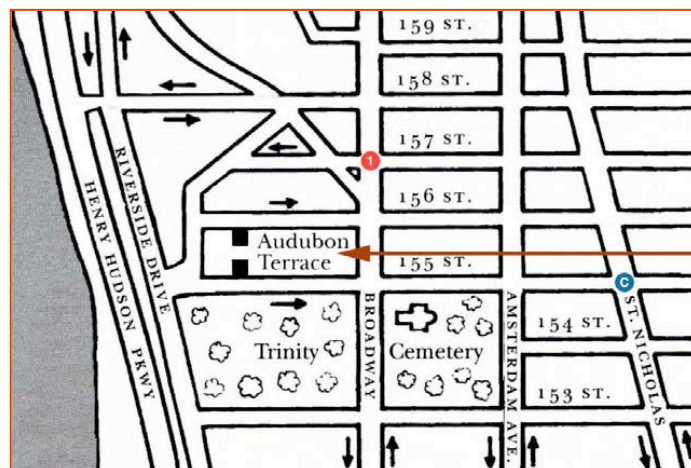 159 ST.
158 ST.
157 ST.
1
156 ST.
RIVERSIDE DRIVE
HENRY HUDSON PKWY
Audubon
Terrace
155 ST.
C
BROADWAY
AMSTERDAM AVE.
ST. NICHOLAS
154 ST.
Trinity
Cemetery
153 ST.